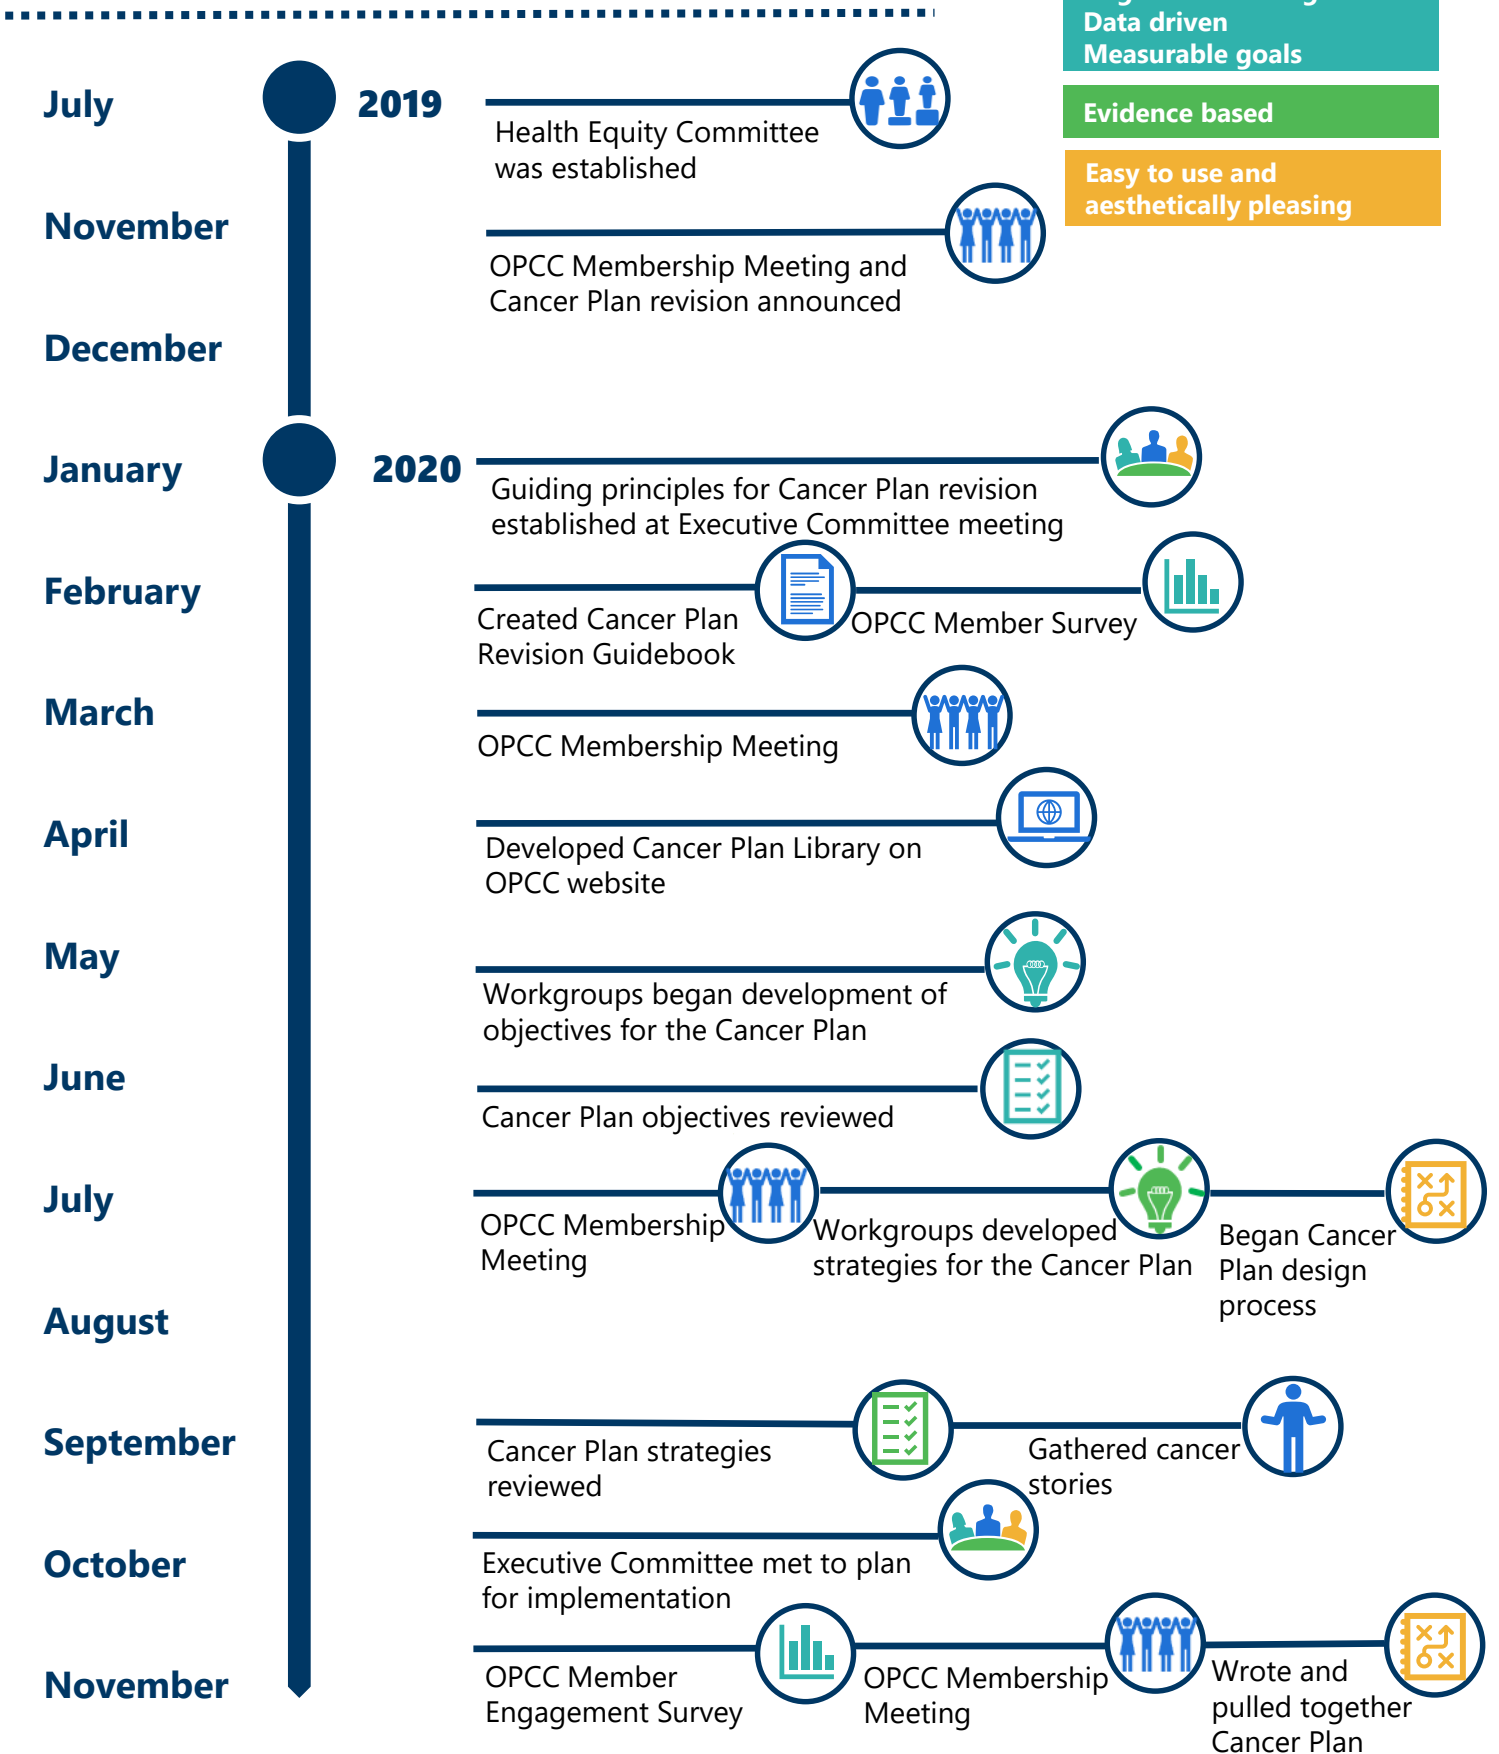 Data driven
Measurable goals
Evidence based
Easy to use and
aesthetically pleasing
July
2019
Health Equity Committee
was established
November
OPCC Membership Meeting and
Cancer Plan revision announced
December
January
2020
Guiding principles for Cancer Plan revision
established at Executive Committee meeting
February
Created Cancer Plan
Revision Guidebook
OPCC Member Survey
March
OPCC Membership Meeting
April
Developed Cancer Plan Library on
OPCC website
May
Workgroups began development of
objectives for the Cancer Plan
June
Cancer Plan objectives reviewed
July
OPCC Membership
Meeting
Workgroups developed
strategies for the Cancer Plan
Began Cancer
Plan design
process
August
September
Cancer Plan strategies
reviewed
Gathered cancer
stories
October
Executive Committee met to plan
for implementation
November
OPCC Member
Engagement Survey
OPCC Membership
Meeting
Wrote and
pulled together
Cancer Plan